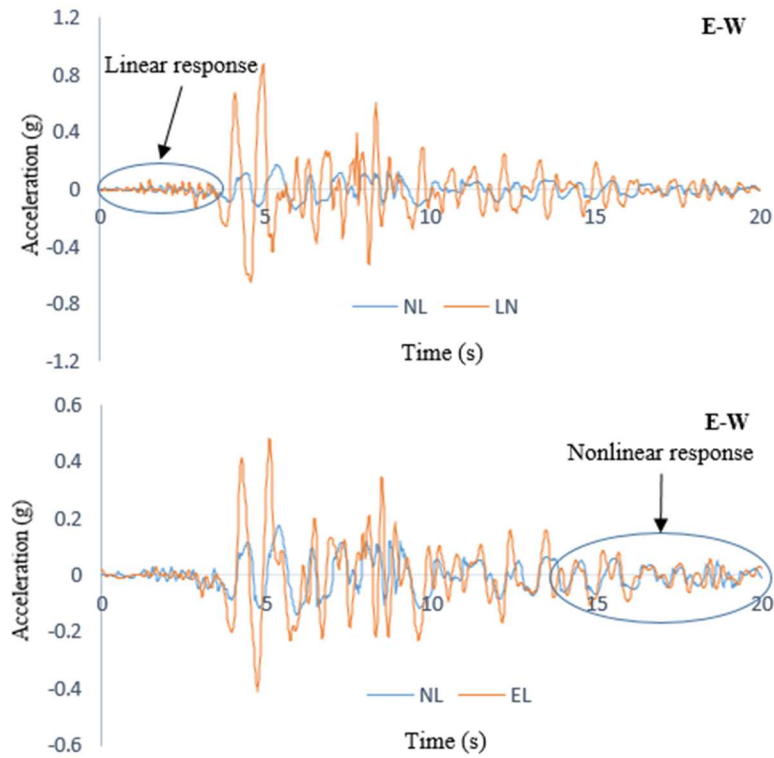 1.2
E-W
Linear response
0.8
0.4
0
-0.4
-0.8
-1.2
0 5 10 15 20
Acceleration (g)
NL LN
Time (s)
0.6
E-W
Nonlinear response
0.4
0.2
0
-0.2
-0.4
-0.6
0 5 10 15 20
Acceleration (g)
NL EL
Time (s)